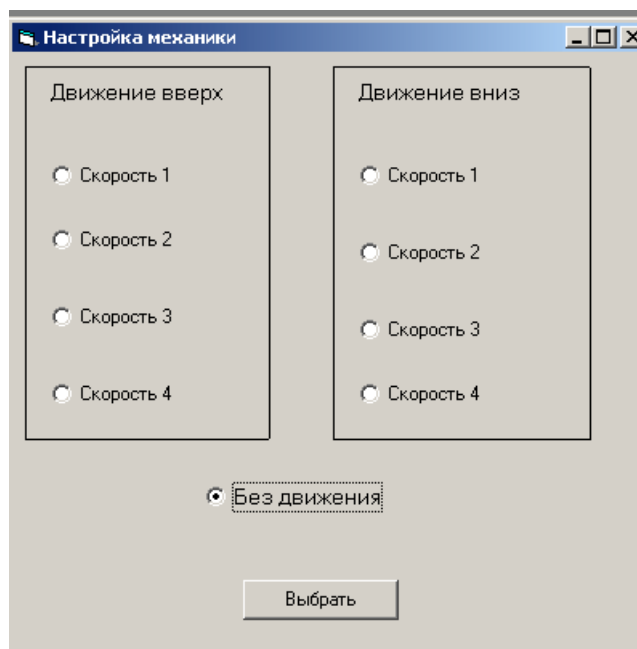 Настройка механики
Движение вверх
Скорость 1
Скорость 2
Скорость 3
Скорость 4
Движение вниз
Скорость 1
Скорость 2
Скорость 3
Скорость 4
Без движения
Выбрать